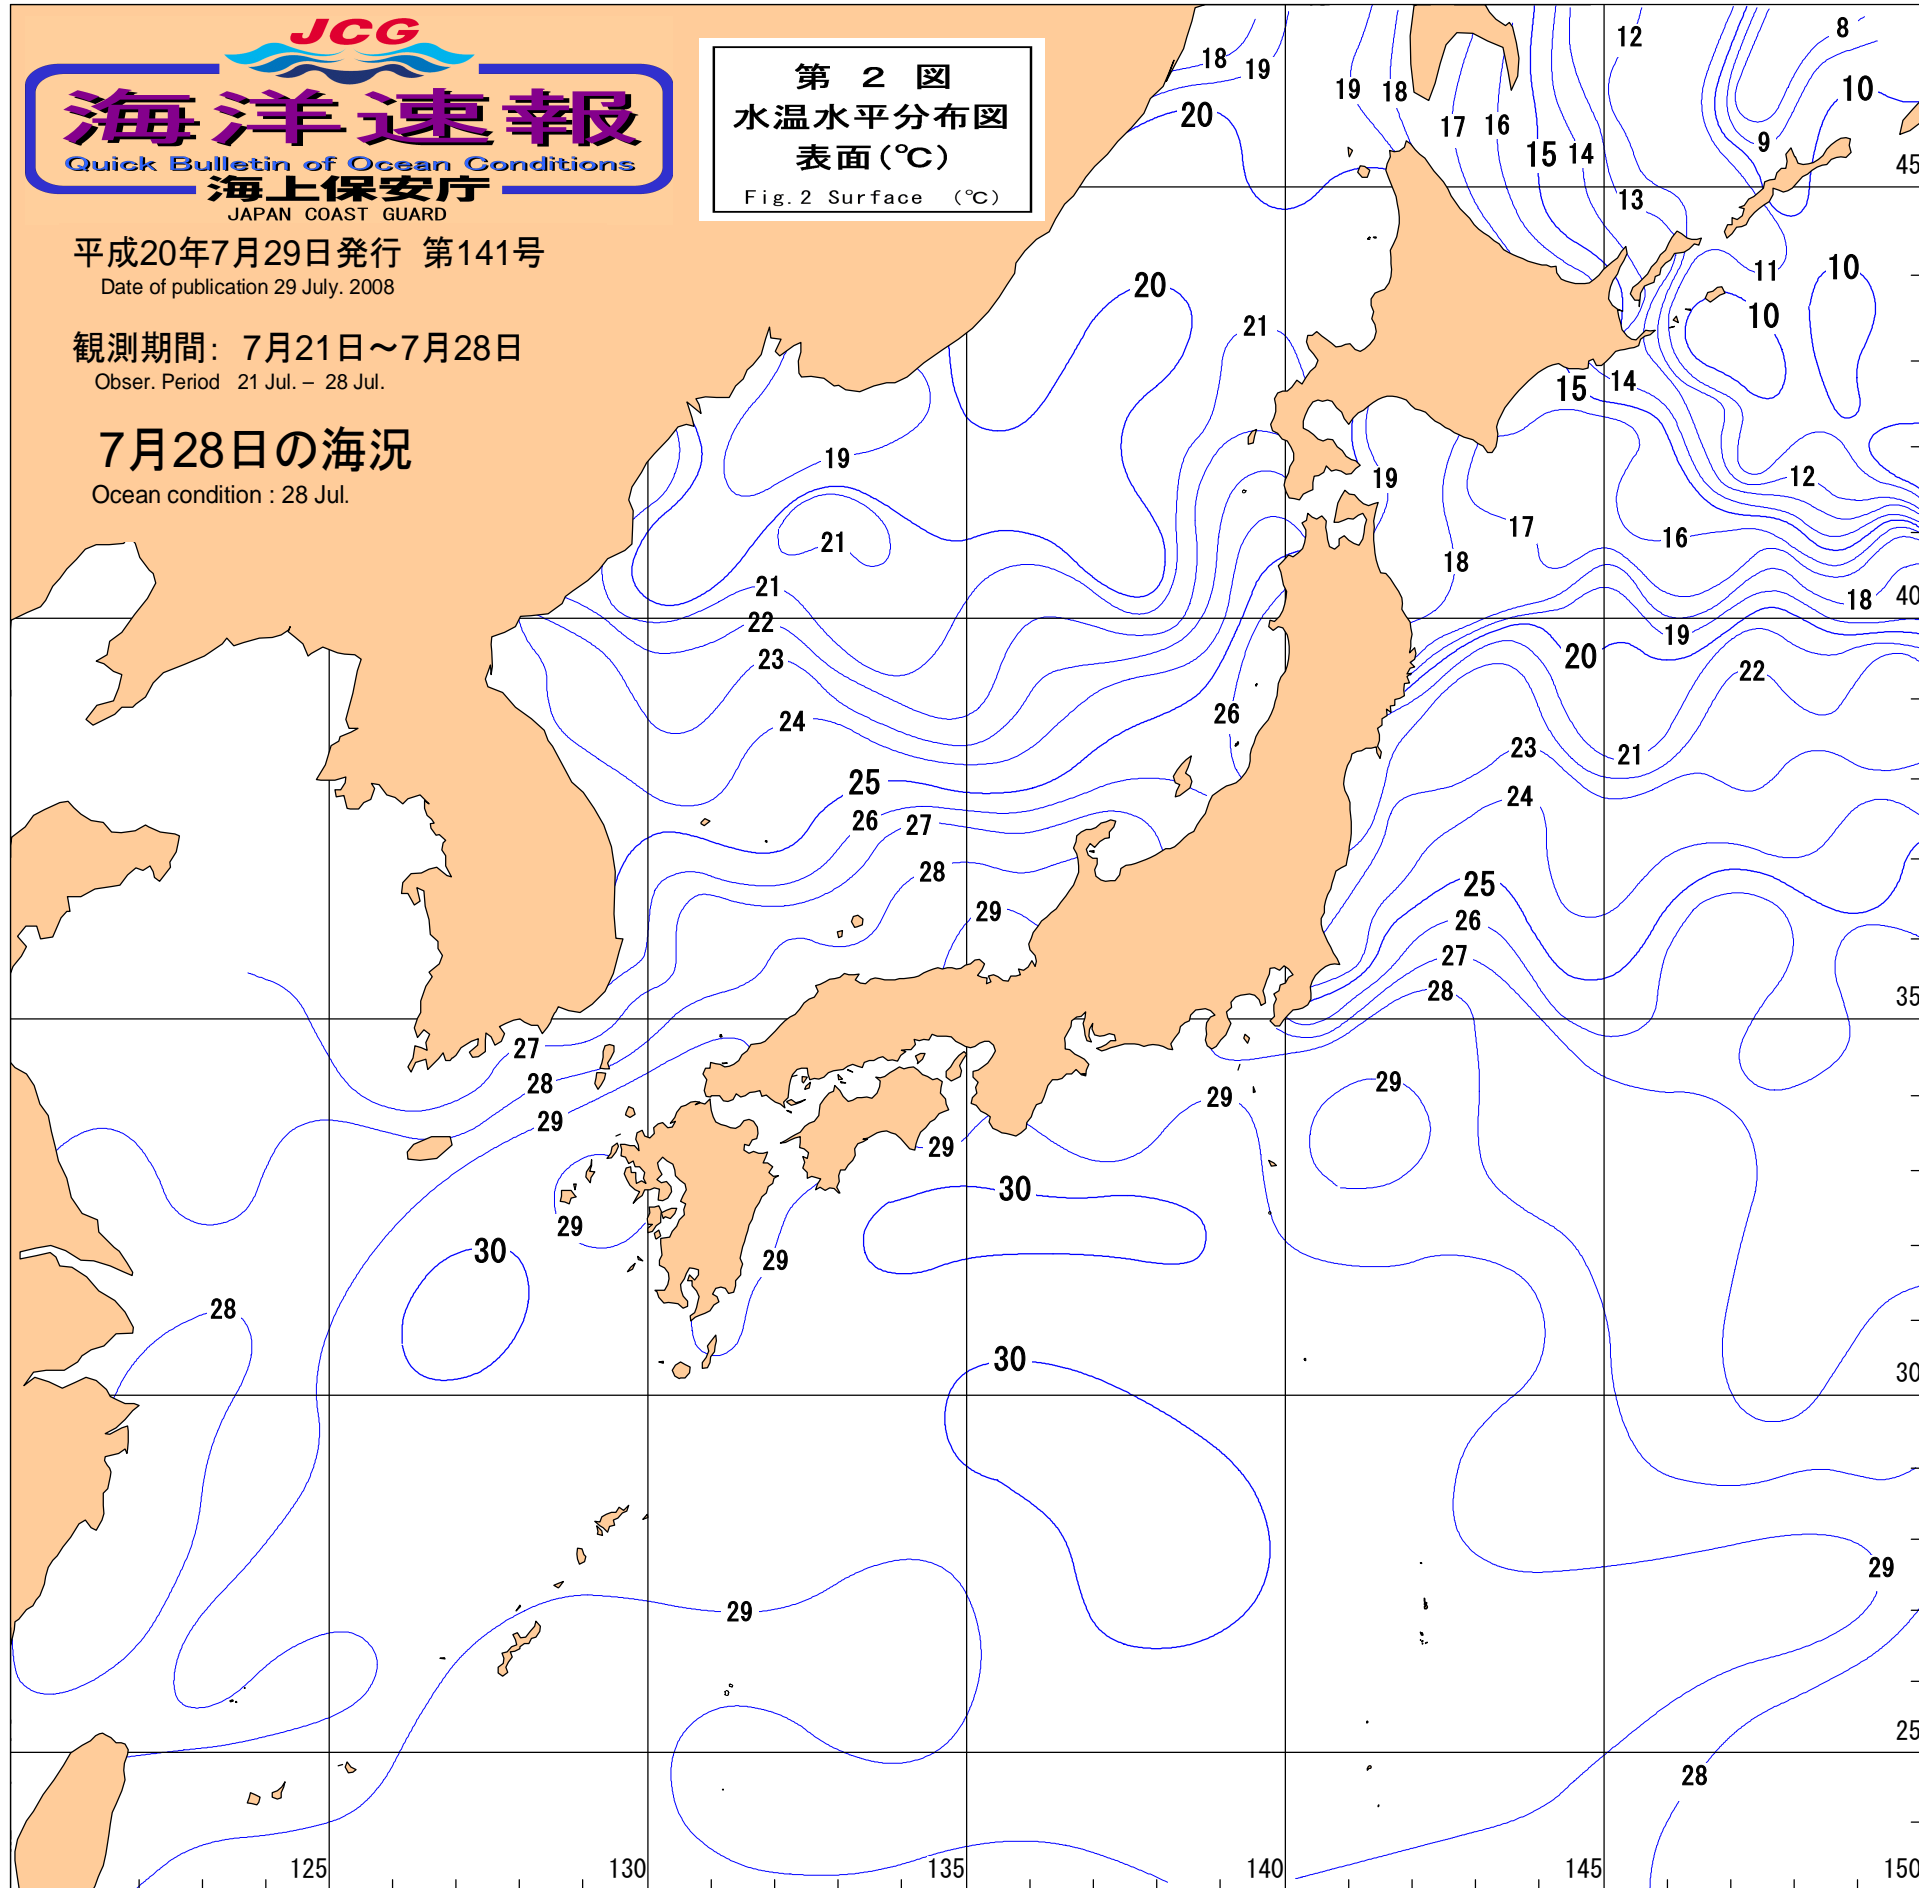 JCG
海洋速報
Quick Bulletin of Ocean Conditions
海上保安庁
JAPAN COAST GUARD
平成20年7月29日発行 第141号
Date of publication 29 July. 2008
観測期間: 7月21日～7月28日
Obser. Period 21 Jul. – 28 Jul.
7月28日の海況
Ocean condition : 28 Jul.
第 2 図
水温水平分布図
表面(℃)
Fig.2 Surface (℃)
18 19 20 19 18 17 16 15 14 12 13 8 10 9 45
11 10 10
20 21
15 14
19 19 12
21 17 16 18
21 22 23 24 18 40
19 20 22
26 21 23
25 24
26 27 28 29
25 26 27 28 35
27 28 29 29 29 29
30 29 29 30
28 30 30
29 29
28 25
125 130 135 140 145 150